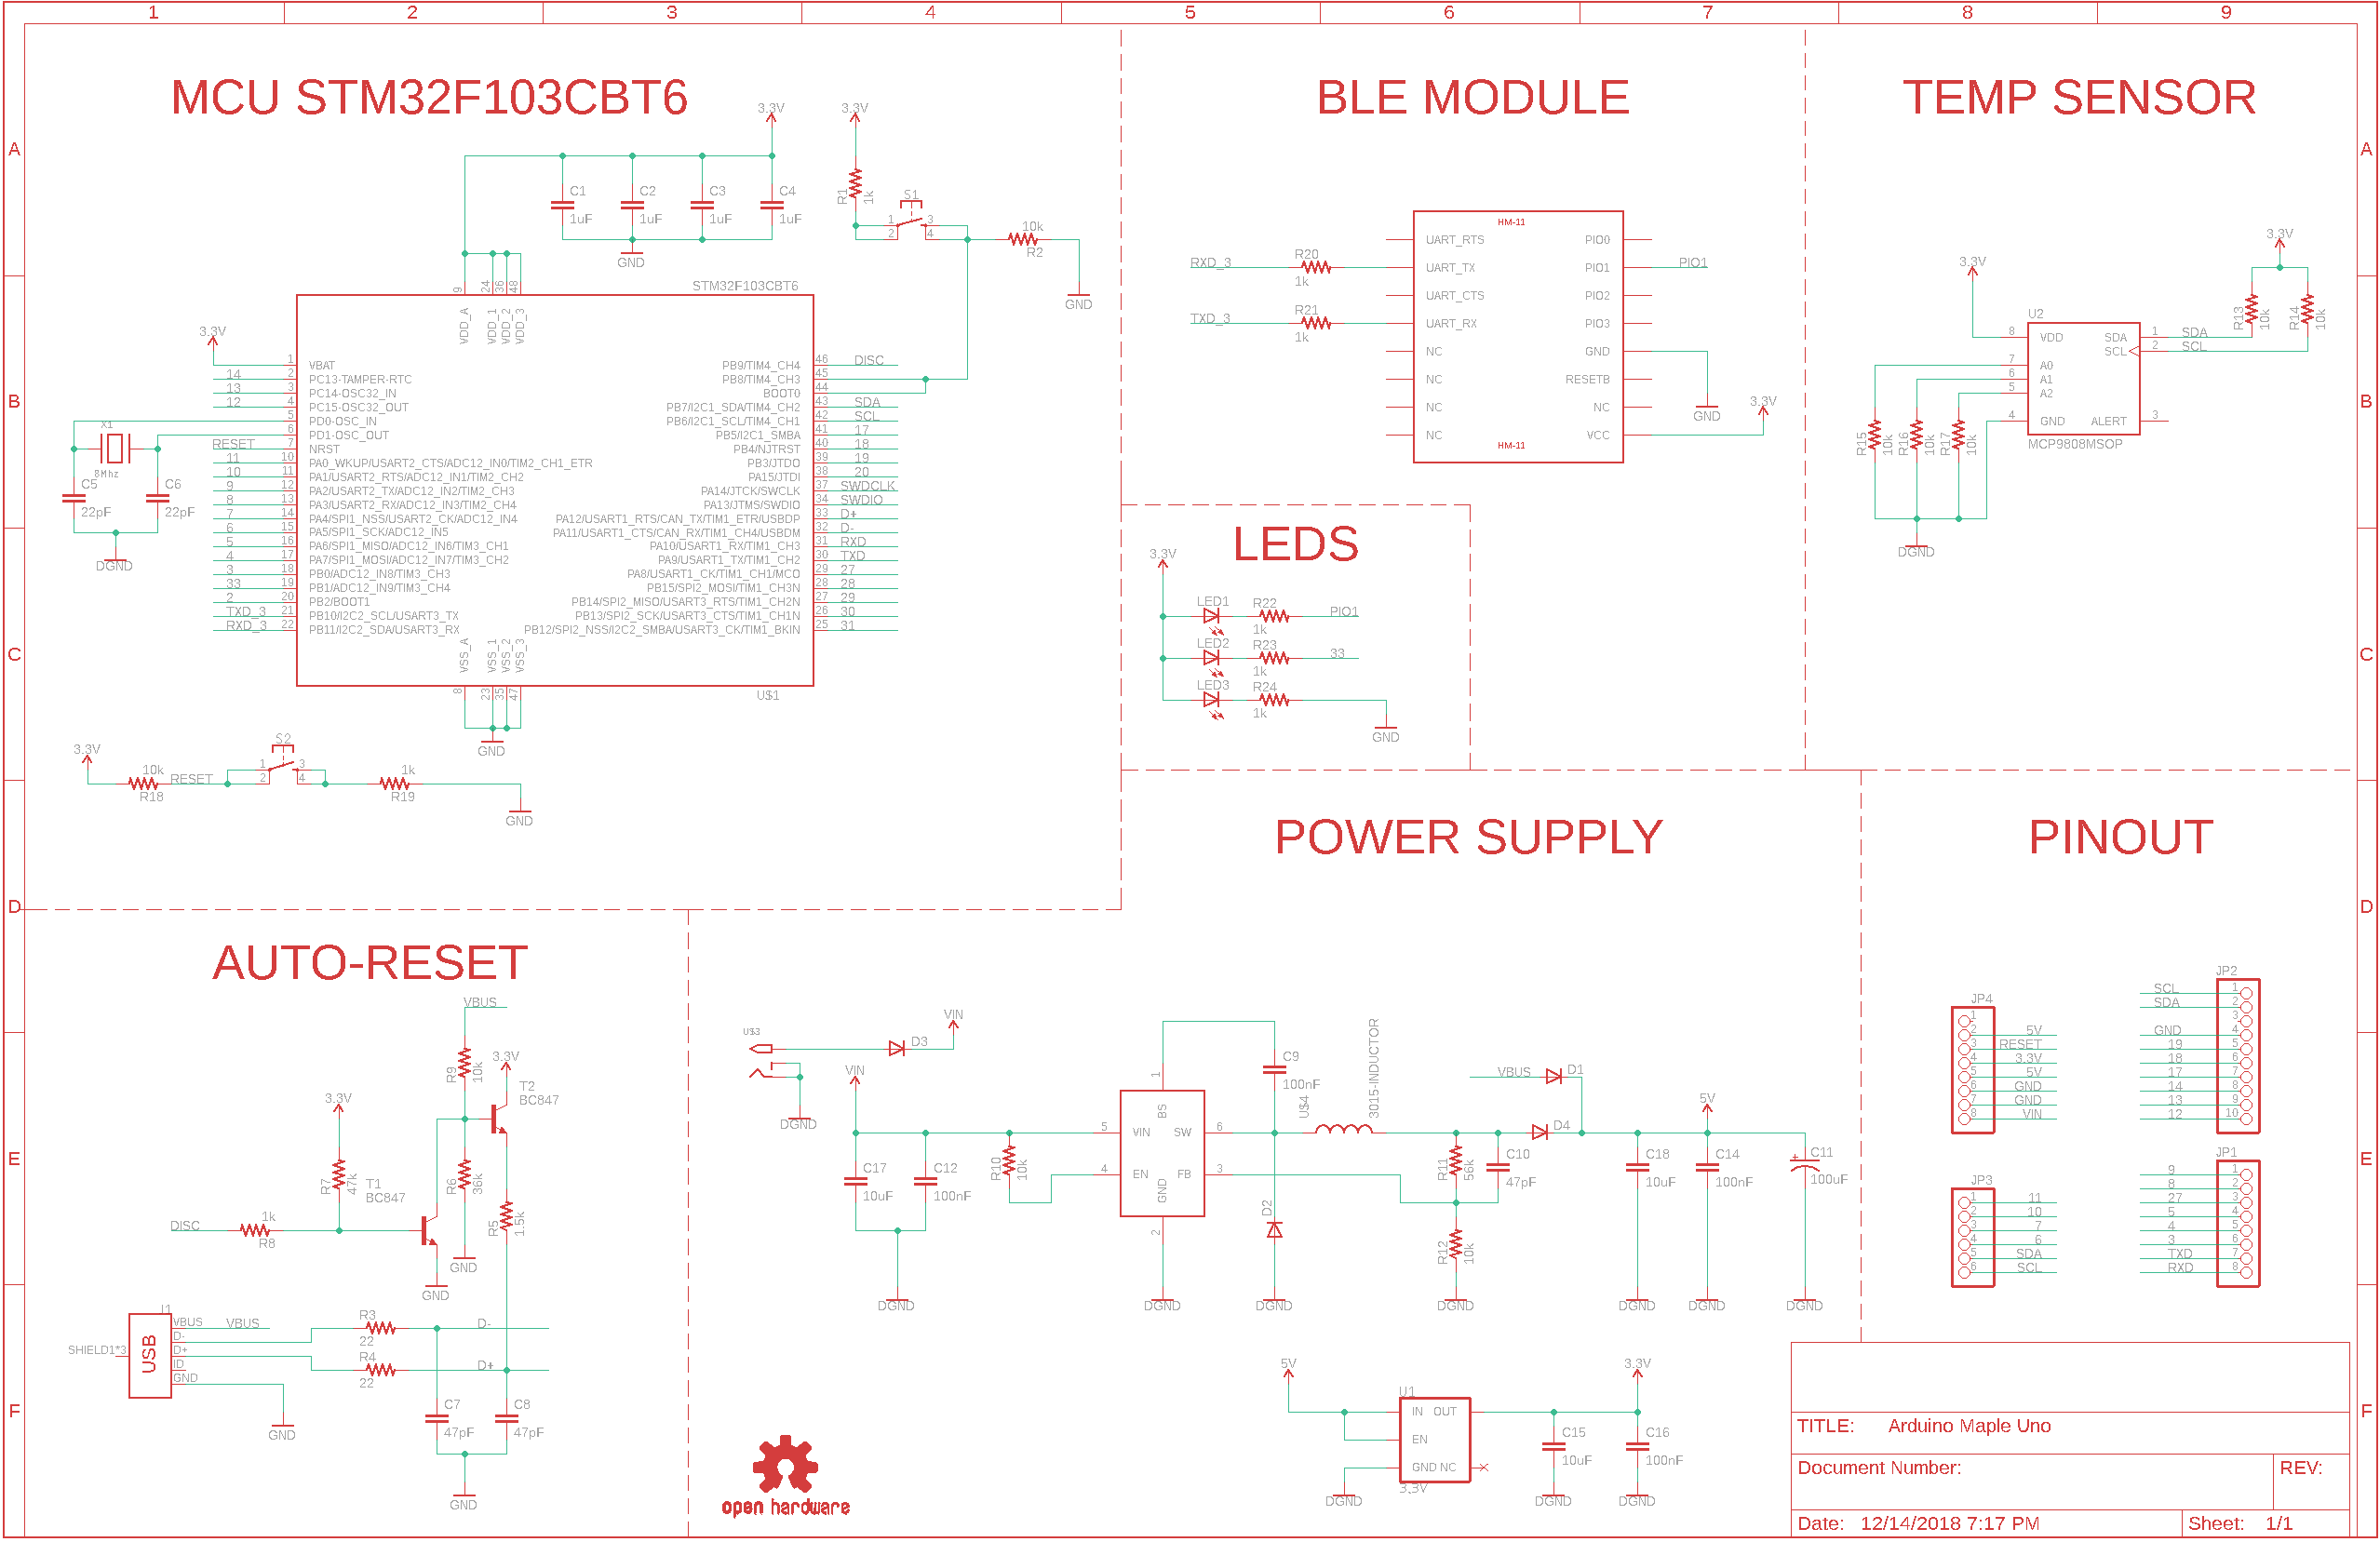 1 2 3 4 5 6 7 8 9
A
B
C
D
E
F
A
B
C
D
E
F
MCU STM32F103CBT6
3.3V
3.3V
C1
1uF
C2
1uF
C3
1uF
C4
1uF
GND
R1
1k
S1
1
2
3
4
10k
R2
GND
STM32F103CBT6
U$1
9 VDD_A
24 VDD_1
36 VDD_2
48 VDD_3
3.3V
1 VBAT
14 2 PC13-TAMPER-RTC
13 3 PC14-OSC32_IN
12 4 PC15-OSC32_OUT
5 PD0-OSC_IN
6 PD1-OSC_OUT
RESET 7 NRST
11 10 PA0_WKUP/USART2_CTS/ADC12_IN0/TIM2_CH1_ETR
10 11 PA1/USART2_RTS/ADC12_IN1/TIM2_CH2
9 12 PA2/USART2_TX/ADC12_IN2/TIM2_CH3
8 13 PA3/USART2_RX/ADC12_IN3/TIM2_CH4
7 14 PA4/SPI1_NSS/USART2_CK/ADC12_IN4
6 15 PA5/SPI1_SCK/ADC12_IN5
5 16 PA6/SPI1_MISO/ADC12_IN6/TIM3_CH1
4 17 PA7/SPI1_MOSI/ADC12_IN7/TIM3_CH2
3 18 PB0/ADC12_IN8/TIM3_CH3
33 19 PB1/ADC12_IN9/TIM3_CH4
2 20 PB2/BOOT1
TXD_3 21 PB10/I2C2_SCL/USART3_TX
RXD_3 22 PB11/I2C2_SDA/USART3_RX
PB9/TIM4_CH4 46 DISC
PB8/TIM4_CH3 45
BOOT0 44
PB7/I2C1_SDA/TIM4_CH2 43 SDA
PB6/I2C1_SCL/TIM4_CH1 42 SCL
PB5/I2C1_SMBA 41 17
PB4/NJTRST 40 18
PB3/JTDO 39 19
PA15/JTDI 38 20
PA14/JTCK/SWCLK 37 SWDCLK
PA13/JTMS/SWDIO 34 SWDIO
PA12/USART1_RTS/CAN_TX/TIM1_ETR/USBDP 33 D+
PA11/USART1_CTS/CAN_RX/TIM1_CH4/USBDM 32 D-
PA10/USART1_RX/TIM1_CH3 31 RXD
PA9/USART1_TX/TIM1_CH2 30 TXD
PA8/USART1_CK/TIM1_CH1/MCO 29 27
PB15/SPI2_MOSI/TIM1_CH3N 28 28
PB14/SPI2_MISO/USART3_RTS/TIM1_CH2N 27 29
PB13/SPI2_SCK/USART3_CTS/TIM1_CH1N 26 30
PB12/SPI2_NSS/I2C2_SMBA/USART3_CK/TIM1_BKIN 25 31
VSS_A 8
VSS_1 23
VSS_2 35
VSS_3 47
GND
X1
8Mhz
C5
22pF
C6
22pF
DGND
3.3V
10k
R18
RESET
S2
1
2
3
4
1k
R19
GND
BLE MODULE
HM-11
UART_RTS
UART_TX
UART_CTS
UART_RX
NC
NC
NC
NC
PIO0
PIO1
PIO2
PIO3
GND
RESETB
NC
VCC
HM-11
RXD_3
R20
1k
TXD_3
R21
1k
PIO1
GND
3.3V
TEMP SENSOR
3.3V
3.3V
R13
10k
R14
10k
U2
8 VDD
7 A0
6 A1
5 A2
4 GND
SDA 1 SDA
SCL 2 SCL
ALERT 3
MCP9808MSOP
R15
10k
R16
10k
R17
10k
DGND
LEDS
3.3V
LED1
R22
1k
PIO1
LED2
R23
1k
33
LED3
R24
1k
GND
AUTO-RESET
VBUS
R9
10k
3.3V
T2
BC847
3.3V
R7
47k
T1
BC847
R6
36k
R5
1.5k
DISC
1k
R8
GND
GND
J1
USB
SHIELD1*3
VBUS
D-
D+
ID
GND
VBUS
R3
22
R4
22
D-
D+
GND
C7
47pF
C8
47pF
GND
POWER SUPPLY
U$3
D3
VIN
DGND
VIN
C17
10uF
C12
100nF
DGND
R10
10k
5 VIN
4 EN
1 BS
SW 6
FB 3
GND 2
DGND
C9
100nF
D2
DGND
U$4
3015-INDUCTOR
VBUS
D1
D4
R11
56k
C10
47pF
R12
10k
DGND
5V
C18
10uF
DGND
C14
100nF
DGND
C11
100uF
DGND
5V
U1
IN OUT
EN
GND NC
3.3V
DGND
3.3V
C15
10uF
DGND
C16
100nF
DGND
open hardware
PINOUT
JP4
1
2 5V
3 RESET
4 3.3V
5 5V
6 GND
7 GND
8 VIN
JP3
1 11
2 10
3 7
4 6
5 SDA
6 SCL
JP2
SCL 1
SDA 2
3
GND 4
19 5
18 6
17 7
14 8
13 9
12 10
JP1
9 1
8 2
27 3
5 4
4 5
3 6
TXD 7
RXD 8
TITLE: Arduino Maple Uno
Document Number:
REV:
Date: 12/14/2018 7:17 PM
Sheet: 1/1